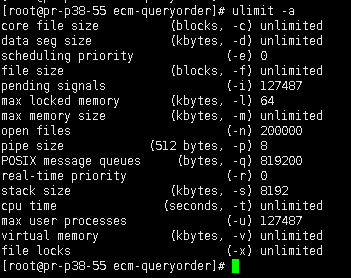 [root@pr-p38-55 ecm-queryorder]# ulimit -a
core file size          (blocks, -c) unlimited
data seg size           (kbytes, -d) unlimited
scheduling priority             (-e) 0
file size               (blocks, -f) unlimited
pending signals                 (-i) 127487
max locked memory       (kbytes, -l) 64
max memory size         (kbytes, -m) unlimited
open files                      (-n) 200000
pipe size            (512 bytes, -p) 8
POSIX message queues     (bytes, -q) 819200
real-time priority              (-r) 0
stack size              (kbytes, -s) 8192
cpu time               (seconds, -t) unlimited
max user processes              (-u) 127487
virtual memory          (kbytes, -v) unlimited
file locks                      (-x) unlimited
[root@pr-p38-55 ecm-queryorder]#